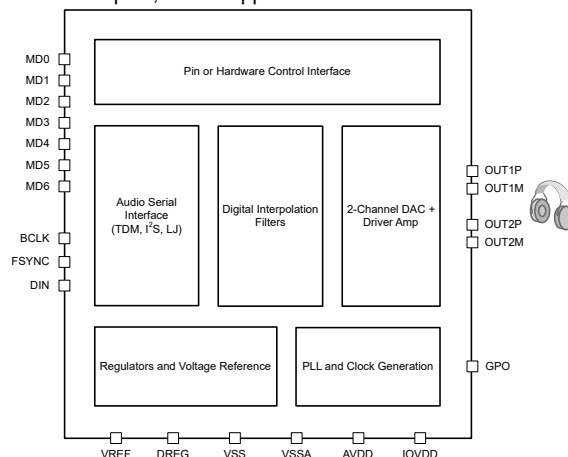 Pin or Hardware Control Interface
MD0
MD1
MD2
MD3
MD4
MD5
MD6
BCLK
FSYNC
DIN
Audio Serial
Interface
(TDM, I²S, LJ)
Digital Interpolation
Filters
2-Channel DAC +
Driver Amp
OUT1P
OUT1M
OUT2P
OUT2M
Regulators and Voltage Reference
PLL and Clock Generation
GPO
VREF
DREG
VSS
VSSA
AVDD
IOVDD